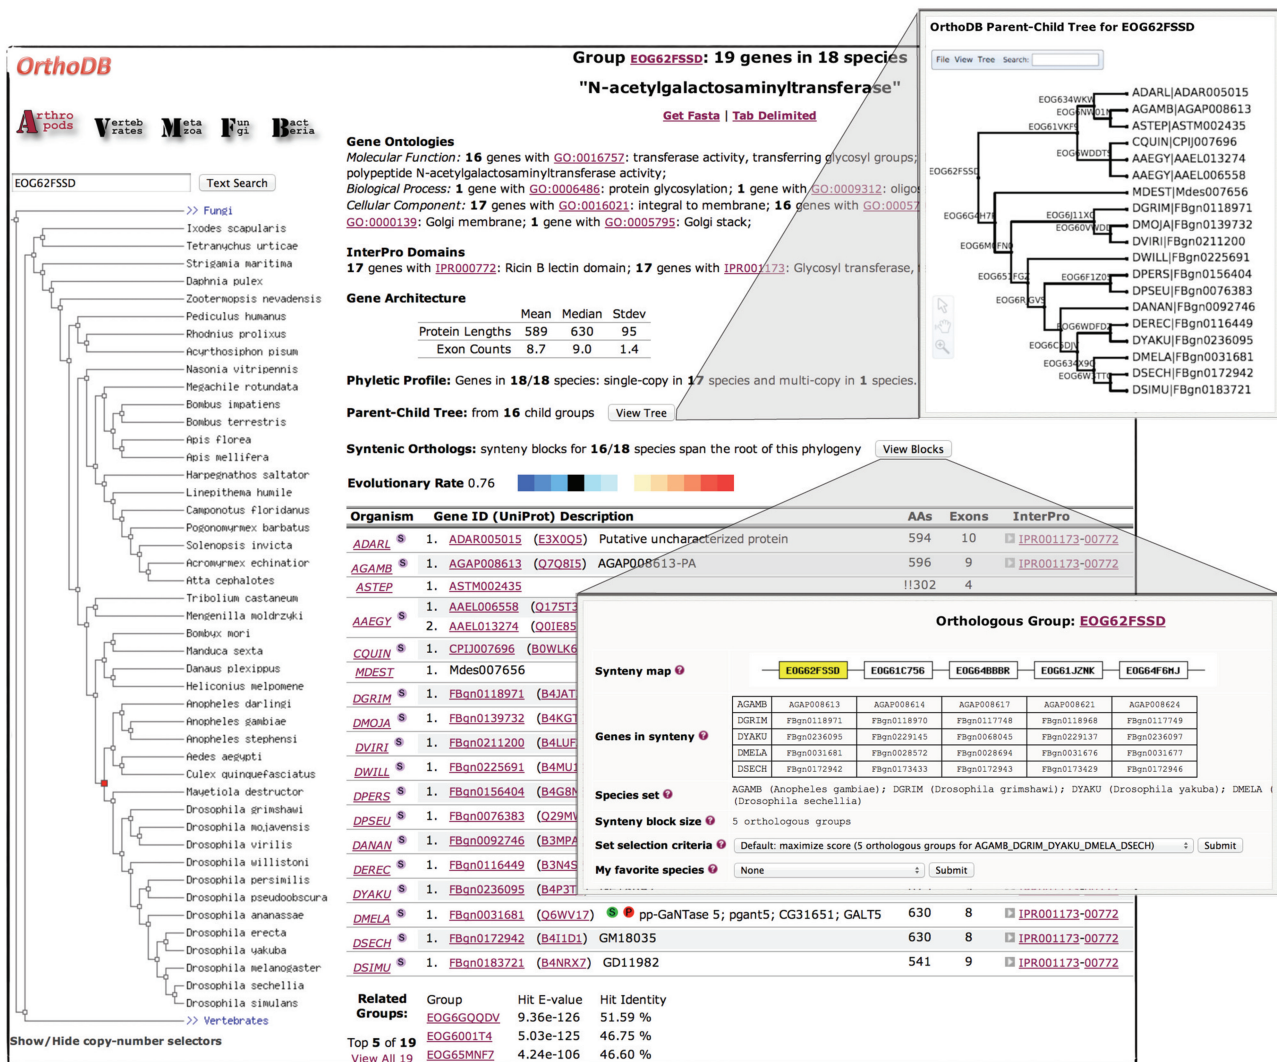 OrthoDB
Arthropods
Vertebrates
Metazoa
Fungi
Bacteria
EOG62FSSD
Text Search
>> Fungi
Ixodes scapularis
Tetranychus urticae
Strigamia maritima
Daphnia pulex
Zootermopsis nevadensis
Pediculus humanus
Rhodnius prolixus
Acyrthosiphon pisum
Nasonia vitripennis
Megachile rotundata
Bombus impatiens
Bombus terrestris
Apis florea
Apis mellifera
Harpegnathos saltator
Linepithema humile
Camponotus floridanus
Pogonomyrmex barbatus
Solenopsis invicta
Acromyrmex echinatior
Atta cephalotes
Tribolium castaneum
Mengenilla moldrzyki
Bombyx mori
Manduca sexta
Danaus plexippus
Heliconius melpomene
Anopheles darlingi
Anopheles gambiae
Anopheles stephensi
Aedes aegypti
Culex quinquefasciatus
Mayetiola destructor
Drosophila grimshawi
Drosophila mojavensis
Drosophila virilis
Drosophila willistoni
Drosophila persimilis
Drosophila pseudoobscura
Drosophila ananassae
Drosophila erecta
Drosophila yakuba
Drosophila melanogaster
Drosophila sechellia
Drosophila simulans
>> Vertebrates
Show/Hide copy-number selectors
Group EOG62FSSD: 19 genes in 18 species
"N-acetylgalactosaminyltransferase"
Get Fasta | Tab Delimited
Gene Ontologies
Molecular Function: 16 genes with GO:0016757: transferase activity, transferring glycosyl groups;
polypeptide N-acetylgalactosaminyltransferase activity;
Biological Process: 1 gene with GO:0006486: protein glycosylation; 1 gene with GO:0009312: oligos
Cellular Component: 17 genes with GO:0016021: integral to membrane; 16 genes with GO:00057
GO:0000139: Golgi membrane; 1 gene with GO:0005795: Golgi stack;
InterPro Domains
17 genes with IPR000772: Ricin B lectin domain; 17 genes with IPR001173: Glycosyl transferase,
Gene Architecture
Mean Median Stdev
Protein Lengths 589 630 95
Exon Counts 8.7 9.0 1.4
Phyletic Profile: Genes in 18/18 species: single-copy in 17 species and multi-copy in 1 species.
Parent-Child Tree: from 16 child groups View Tree
Syntenic Orthologs: synteny blocks for 16/18 species span the root of this phylogeny View Blocks
Evolutionary Rate 0.76
Organism Gene ID (UniProt) Description AAs Exons InterPro
ADARL S 1. ADAR005015 (E3X0Q5) Putative uncharacterized protein 594 10 IPR001173-00772
AGAMB S 1. AGAP008613 (Q7Q8I5) AGAP008613-PA 596 9 IPR001173-00772
ASTEP 1. ASTM002435 !!302 4
AAEGY S 1. AAEL006558 (Q175T3
2. AAEL013274 (Q0IE85
CQUIN S 1. CPIJ007696 (B0WLK6
MDEST 1. Mdes007656
DGRIM S 1. FBgn0118971 (B4JAT
DMOJA S 1. FBgn0139732 (B4KGT
DVIRI S 1. FBgn0211200 (B4LUF
DWILL S 1. FBgn0225691 (B4MU1
DPERS S 1. FBgn0156404 (B4G8N
DPSEU S 1. FBgn0076383 (Q29MV
DANAN S 1. FBgn0092746 (B3MPA
DEREC S 1. FBgn0116449 (B3N4S
DYAKU S 1. FBgn0236095 (B4P3T
DMELA S 1. FBgn0031681 (Q6WV17) S P pp-GaNTase 5; pgant5; CG31651; GALT5 630 8 IPR001173-00772
DSECH S 1. FBgn0172942 (B4I1D1) GM18035 630 8 IPR001173-00772
DSIMU S 1. FBgn0183721 (B4NRX7) GD11982 541 9 IPR001173-00772
Related Groups: Group Hit E-value Hit Identity
EOG6GQQDV 9.36e-126 51.59 %
Top 5 of 19 EOG6001T4 5.03e-125 46.75 %
View All 19 EOG65MNF7 4.24e-106 46.60 %
OrthoDB Parent-Child Tree for EOG62FSSD
File View Tree Search:
ADARL|ADAR005015
AGAMB|AGAP008613
ASTEP|ASTM002435
CQUIN|CPIJ007696
AAEGY|AAEL013274
AAEGY|AAEL006558
MDEST|Mdes007656
DGRIM|FBgn0118971
DMOJA|FBgn0139732
DVIRI|FBgn0211200
DWILL|FBgn0225691
DPERS|FBgn0156404
DPSEU|FBgn0076383
DANAN|FBgn0092746
DEREC|FBgn0116449
DYAKU|FBgn0236095
DMELA|FBgn0031681
DSECH|FBgn0172942
DSIMU|FBgn0183721
EOG634WKW
EOG6NW01N
EOG61VKF9
EOG6WDDTS
EOG62FSSD
EOG6J11XC
Orthologous Group: EOG62FSSD
Synteny map ? EOG62FSSD EOG61C756 EOG64BBBR EOG61JZNK EOG64F6MJ
Genes in synteny ?
AGAMB AGAP008613 AGAP008614 AGAP008617 AGAP008621 AGAP008624
DGRIM FBgn0118971 FBgn0118970 FBgn0117748 FBgn0118968 FBgn0117749
DYAKU FBgn0236095 FBgn0229145 FBgn0068045 FBgn0229137 FBgn0236097
DMELA FBgn0031681 FBgn0028572 FBgn0028694 FBgn0031676 FBgn0031677
DSECH FBgn0172942 FBgn0173433 FBgn0172943 FBgn0173429 FBgn0172946
Species set ? AGAMB (Anopheles gambiae); DGRIM (Drosophila grimshawi); DYAKU (Drosophila yakuba); DMELA (
(Drosophila sechellia)
Synteny block size ? 5 orthologous groups
Set selection criteria ? Default: maximize score (5 orthologous groups for AGAMB_DGRIM_DYAKU_DMELA_DSECH) Submit
My favorite species ? None Submit